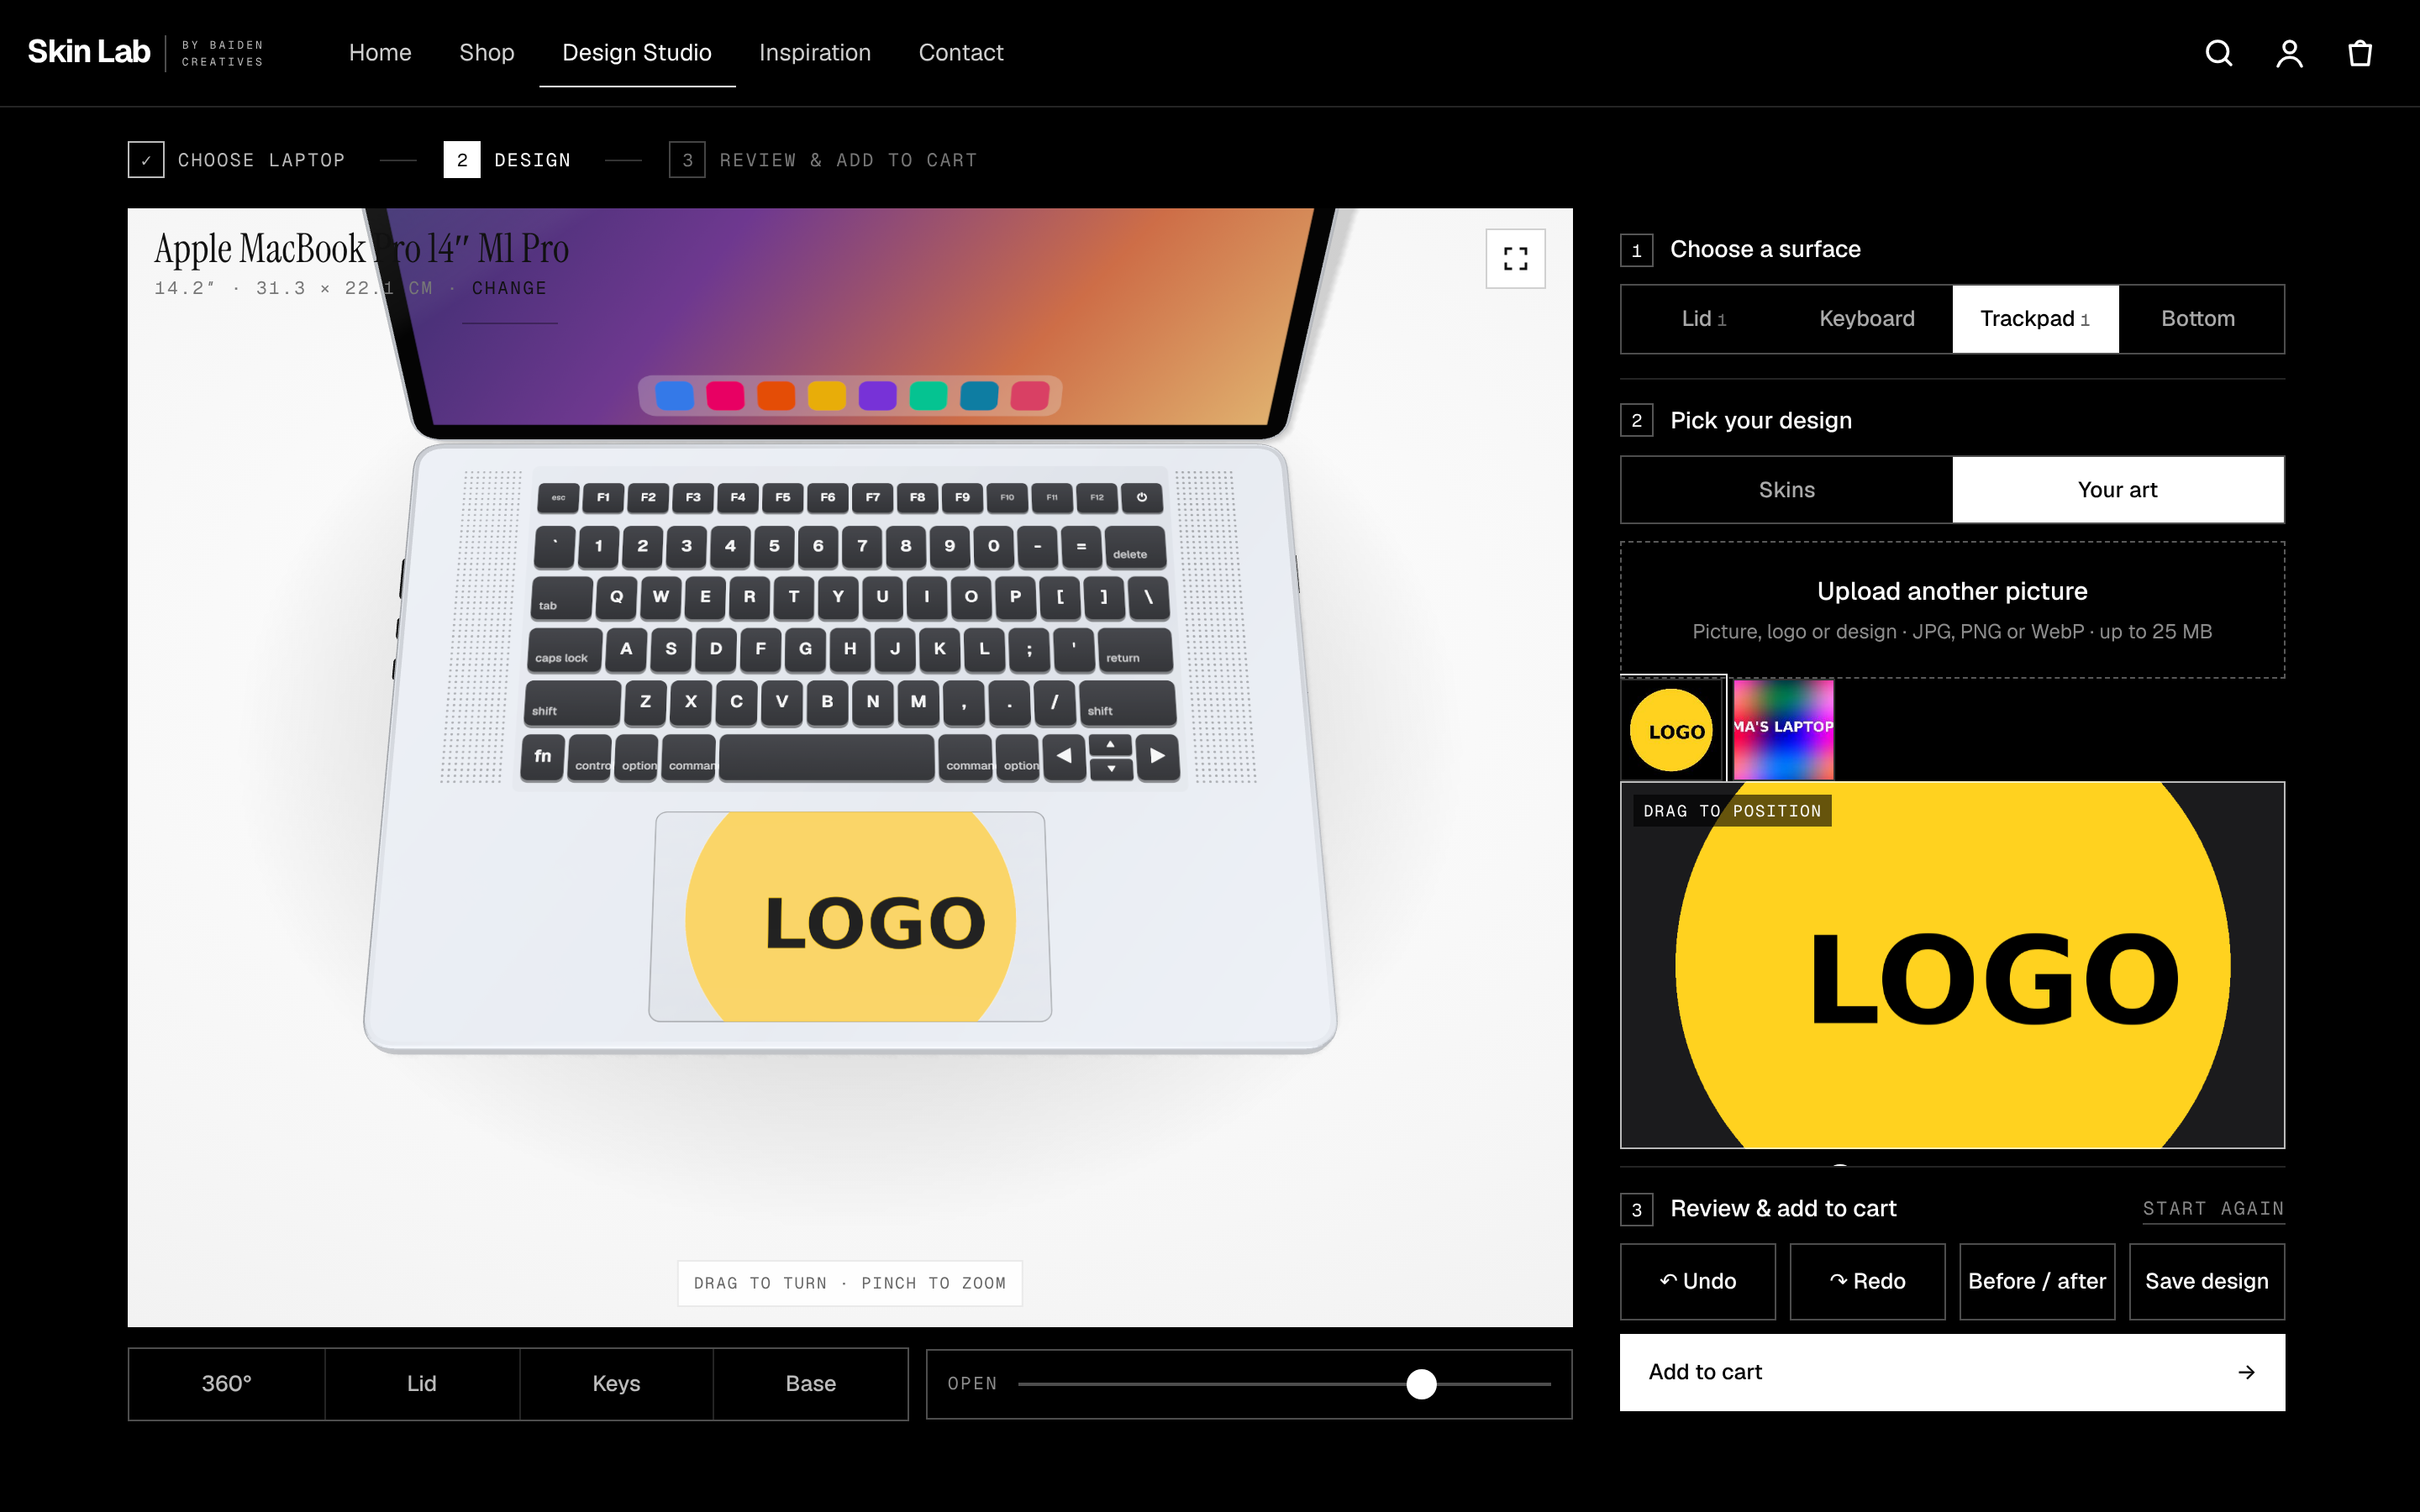 Skin Lab
BY BAIDEN
CREATIVES
Home
Shop
Design Studio
Inspiration
Contact
✓ CHOOSE LAPTOP
2 DESIGN
3 REVIEW & ADD TO CART
Apple MacBook Pro 14″ M1 Pro
14.2″ · 31.3 × 22.1 CM · CHANGE
esc F1 F2 F3 F4 F5 F6 F7 F8 F9 F10 F11 F12
` 1 2 3 4 5 6 7 8 9 0 - = delete
tab Q W E R T Y U I O P [ ] \
caps lock A S D F G H J K L ; ' return
shift Z X C V B N M , . / shift
fn contro option comman comman option ◀ ▲ ▼ ▶
LOGO
DRAG TO TURN · PINCH TO ZOOM
360°
Lid
Keys
Base
OPEN
1 Choose a surface
Lid 1
Keyboard
Trackpad 1
Bottom
2 Pick your design
Skins
Your art
Upload another picture
Picture, logo or design · JPG, PNG or WebP · up to 25 MB
LOGO
MA'S LAPTOP
DRAG TO POSITION
LOGO
3 Review & add to cart
START AGAIN
↶ Undo
↷ Redo
Before / after
Save design
Add to cart →